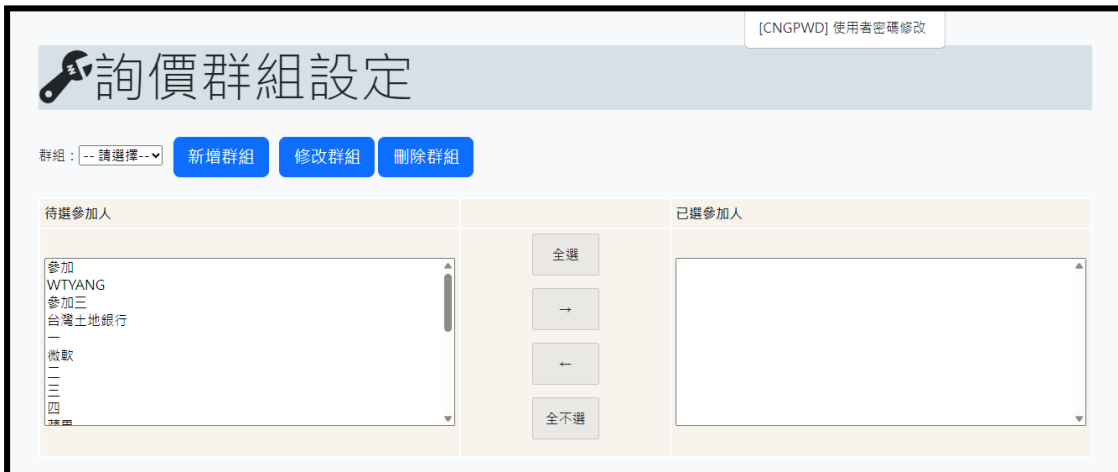 [CNGPWD] 使用者密碼修改
詢價群組設定
群組：-- 請選擇-- 新增群組 修改群組 刪除群組
待選參加人 已選參加人
參加
WTYANG
參加三
台灣土地銀行
一
微軟
二
三
四
蘋果
全選
→
←
全不選